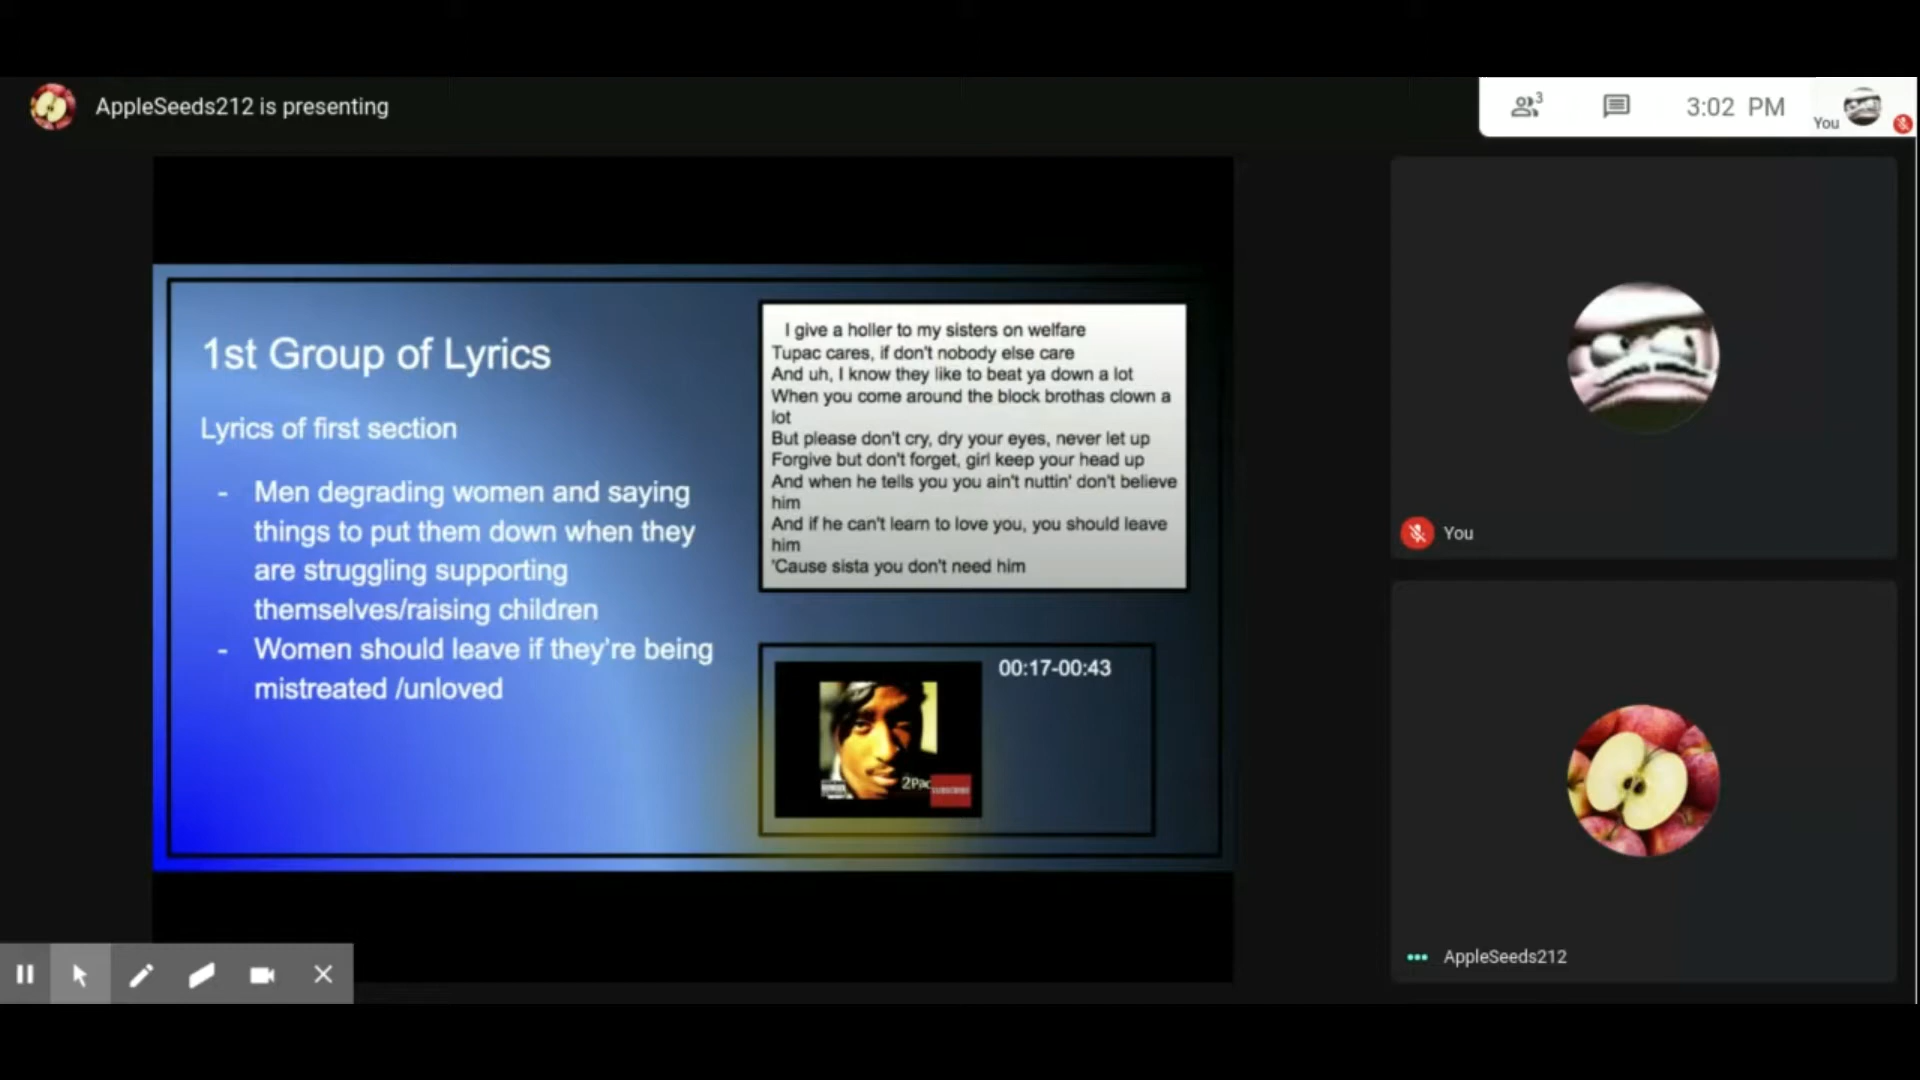 AppleSeeds212 is presenting
3
3:02 PM
You
1st Group of Lyrics
Lyrics of first section
- Men degrading women and saying
things to put them down when they
are struggling supporting
themselves/raising children
- Women should leave if they're being
mistreated /unloved
I give a holler to my sisters on welfare
Tupac cares, if don't nobody else care
And uh, I know they like to beat ya down a lot
When you come around the block brothas clown a
lot
But please don't cry, dry your eyes, never let up
Forgive but don't forget, girl keep your head up
And when he tells you you ain't nuttin' don't believe
him
And if he can't learn to love you, you should leave
him
'Cause sista you don't need him
00:17-00:43
2Pac
You
AppleSeeds212